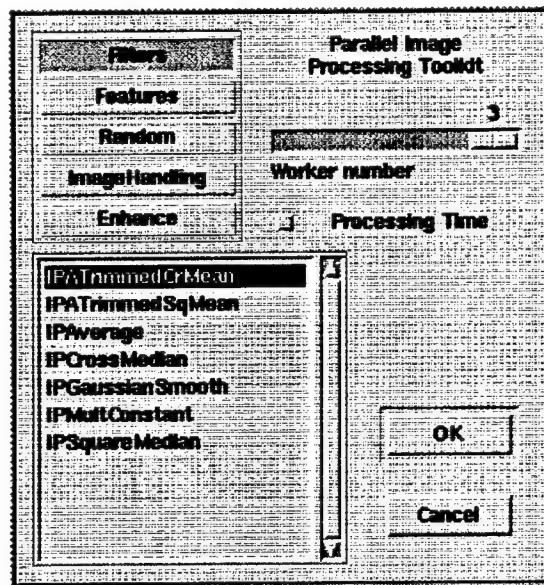 Filters
Features
Random
ImageHandling
Enhance
Parallel Image
Processing Toolkit
3
Worker number
Processing Time
IPATrimmedCrMean
IPATrimmedSqMean
IPAverage
IPCrossMedian
IPGaussianSmooth
IPMultConstant
IPSquareMedian
OK
Cancel